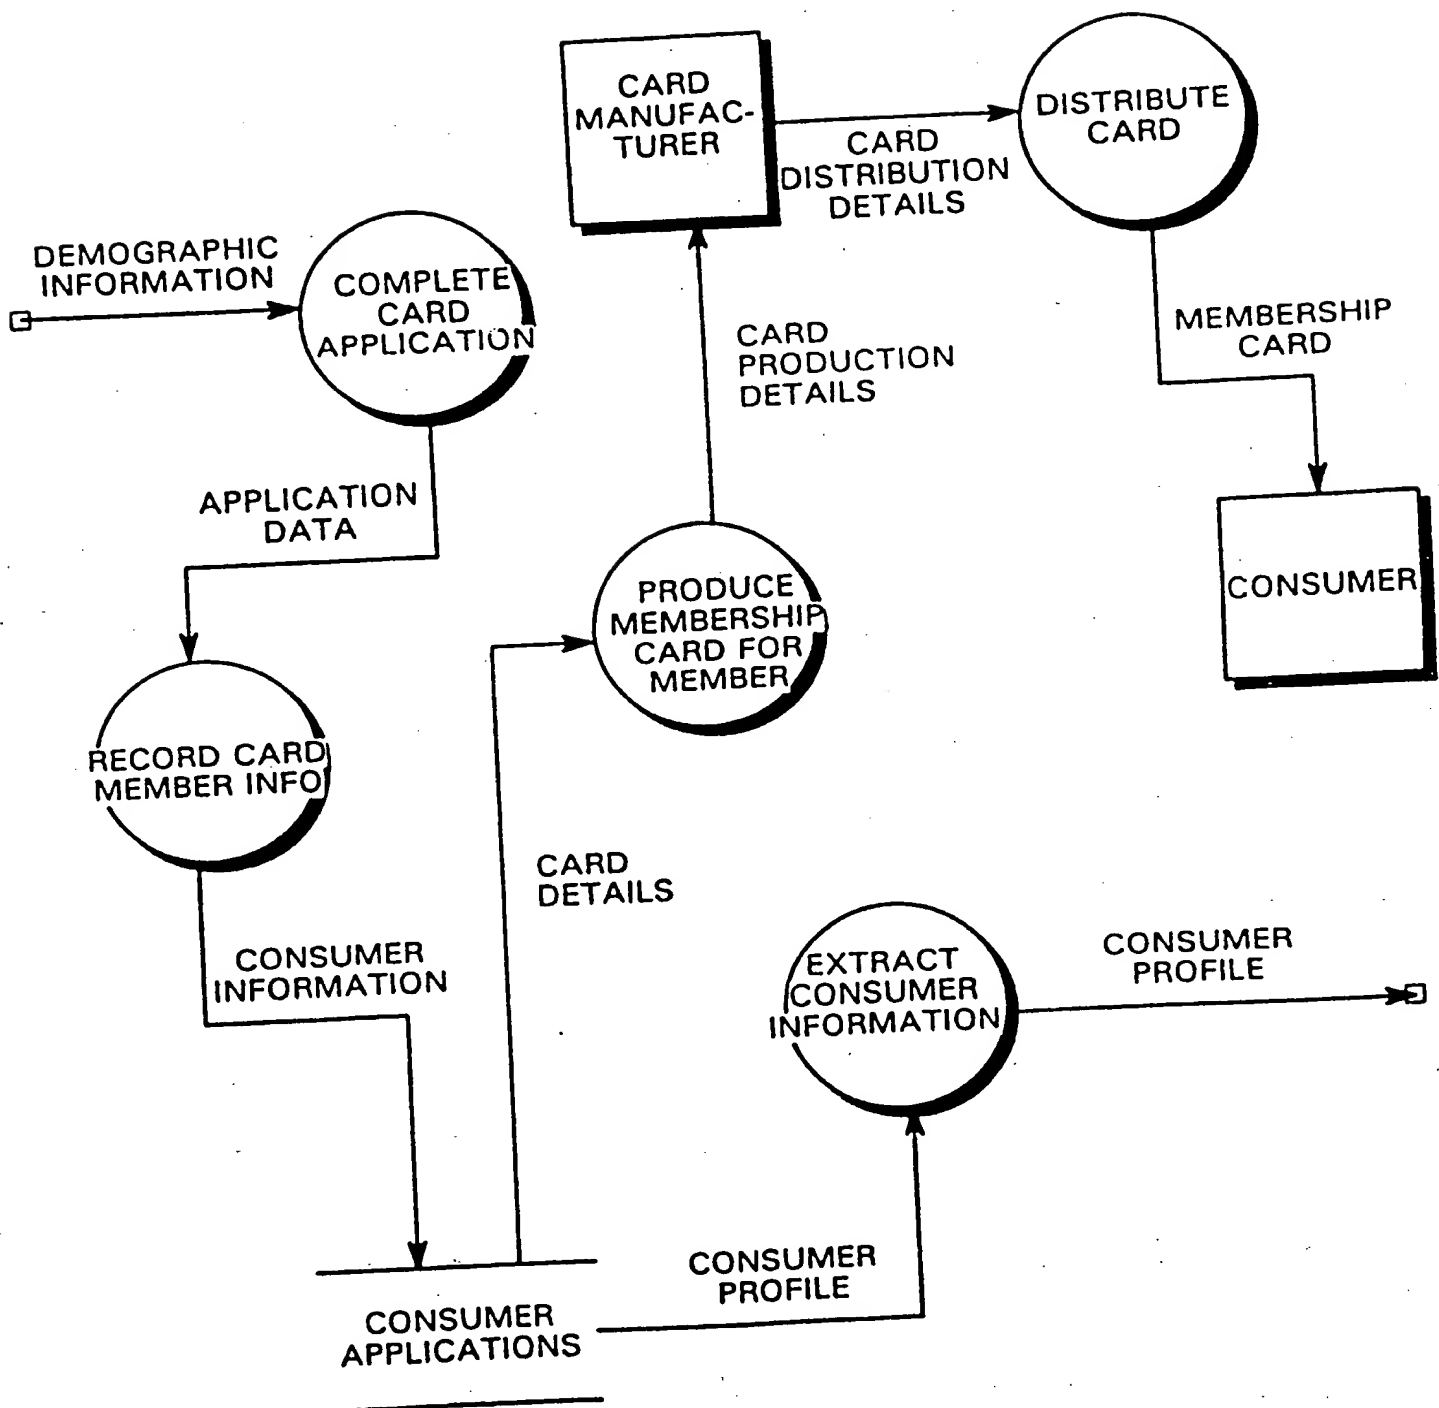 CARD
MANUFAC-
TURER
DISTRIBUTE
CARD
CARD
DISTRIBUTION
DETAILS
DEMOGRAPHIC
INFORMATION
COMPLETE
CARD
APPLICATION
CARD
PRODUCTION
DETAILS
MEMBERSHIP
CARD
APPLICATION
DATA
PRODUCE
MEMBERSHIP
CARD FOR
MEMBER
CONSUMER
RECORD CARD
MEMBER INFO
CARD
DETAILS
CONSUMER
INFORMATION
EXTRACT
CONSUMER
INFORMATION
CONSUMER
PROFILE
CONSUMER
PROFILE
CONSUMER
APPLICATIONS